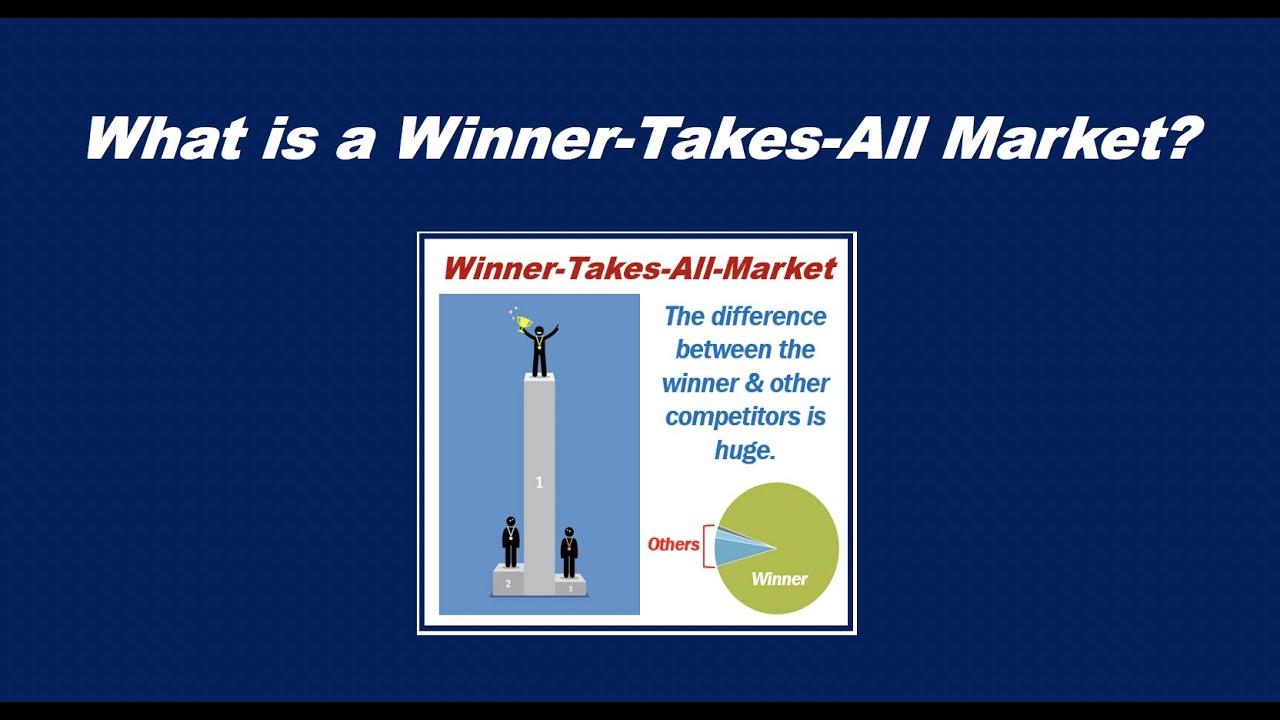 What is a Winner-Takes-All Market?
Winner-Takes-All-Market
The difference
between the
winner & other
competitors is
huge.
1
2
3
Others
Winner